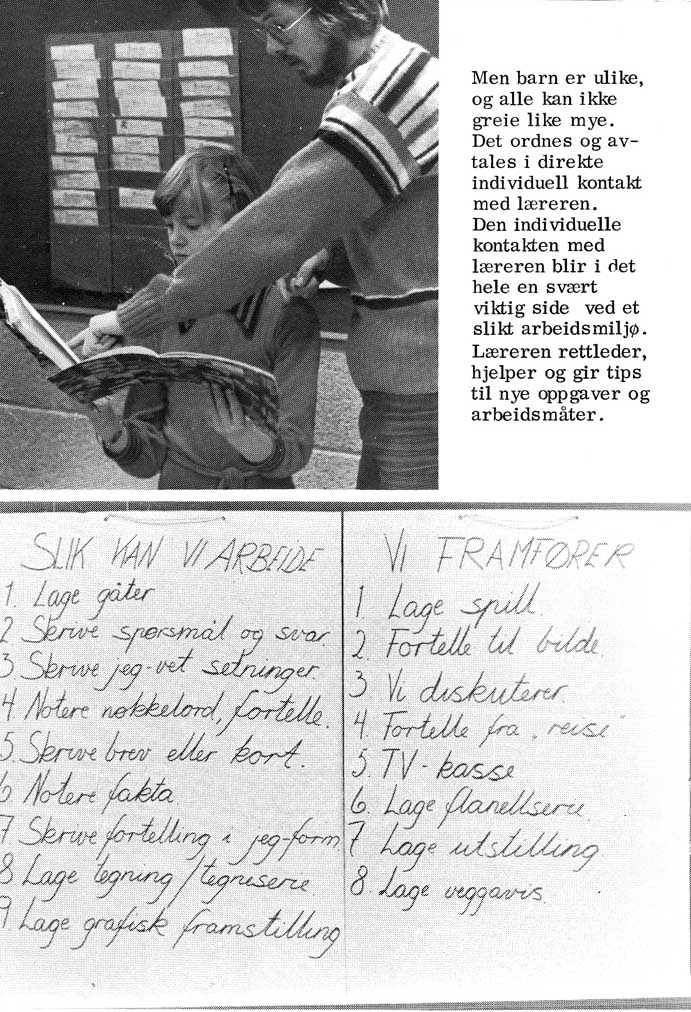 Men barn er ulike,
og alle kan ikke
greie like mye.
Det ordnes og av-
tales i direkte
individuell kontakt
med læreren.
Den individuelle
kontakten med
læreren blir i det
hele en svært
viktig side ved et
slikt arbeidsmiljø.
Læreren rettleder,
hjelper og gir tips
til nye oppgaver og
arbeidsmåter.
SLIK KAN VI ARBEIDE
1. Lage gåter
2 Skrive spørsmål og svar
3. Skrive jeg-vet setninger.
4 Notere nøkkelord, fortelle.
5. Skrive brev eller kort.
6 Notere fakta
7 Skrive fortelling i jeg-form.
8 Lage tegning / tegneserie.
9. Lage grafisk framstilling
VI FRAMFØRER
1. Lage spill.
2. Fortelle til bilde.
3 Vi diskuterer
4. Fortelle fra „reise"
5. TV-kasse
6. Lage flanellserie
7 Lage utstilling.
8. Lage veggavis.